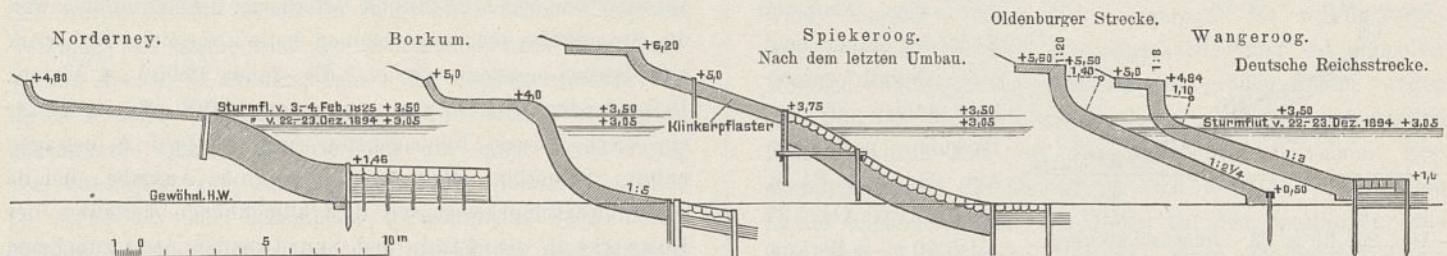 Norderney.
Borkum.
Spiekeroog.
Nach dem letzten Umbau.
Oldenburger Strecke.
Wangeroog.
Deutsche Reichsstrecke.
+4,80
Sturmfl. v. 3.-4. Feb. 1825 +3,50
" v. 22.-23. Dez. 1894 +3,05
+1,46
Gewöhnl. H.W.
1 0 5 10 m
+5,0
+4,0
+3,50
+3,05
1:5
+6,20
+5,0
Klinkerpflaster
+3,75
+3,50
+3,05
+5,60
1:20
+5,50
1,40
1:2¼
+0,50
+5,0
1:8
+4,64
1,10
+3,50
Sturmflut v. 22.-23. Dez. 1894 +3,05
1:3